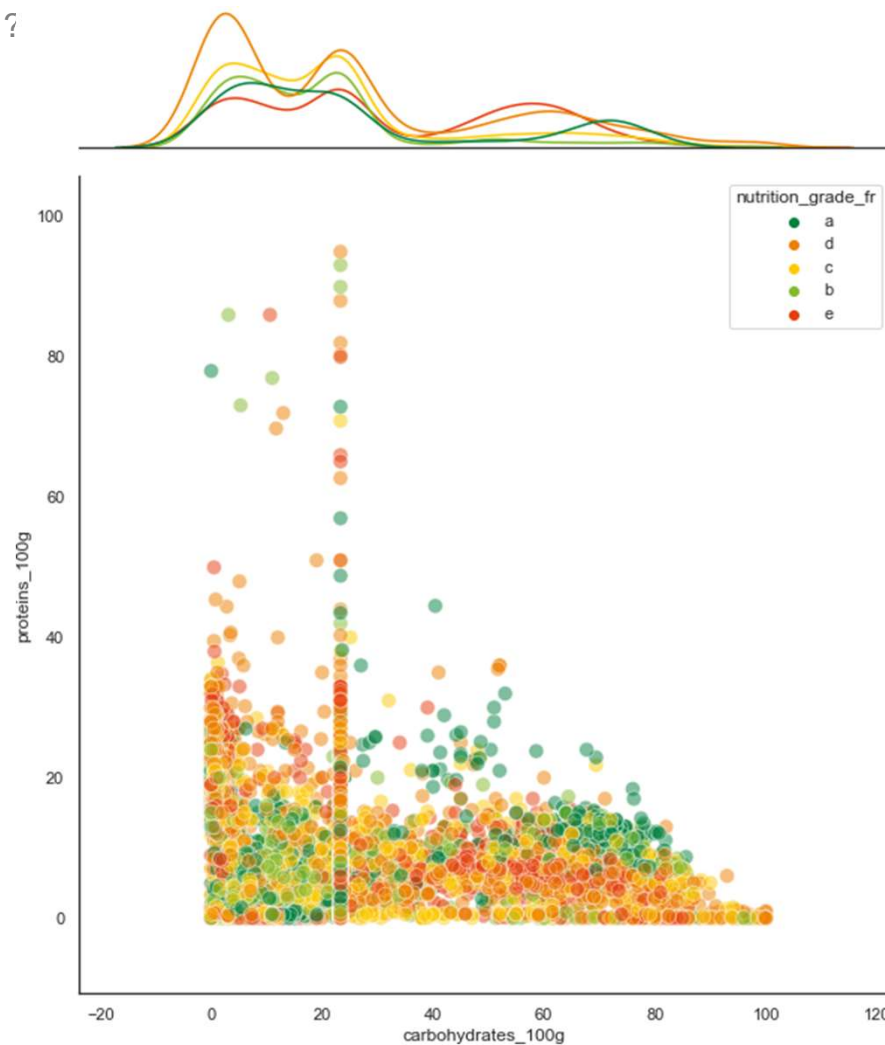 ?
nutrition_grade_fr
a
d
c
b
e
100
80
60
40
20
0
proteins_100g
−20 0 20 40 60 80 100 120
carbohydrates_100g